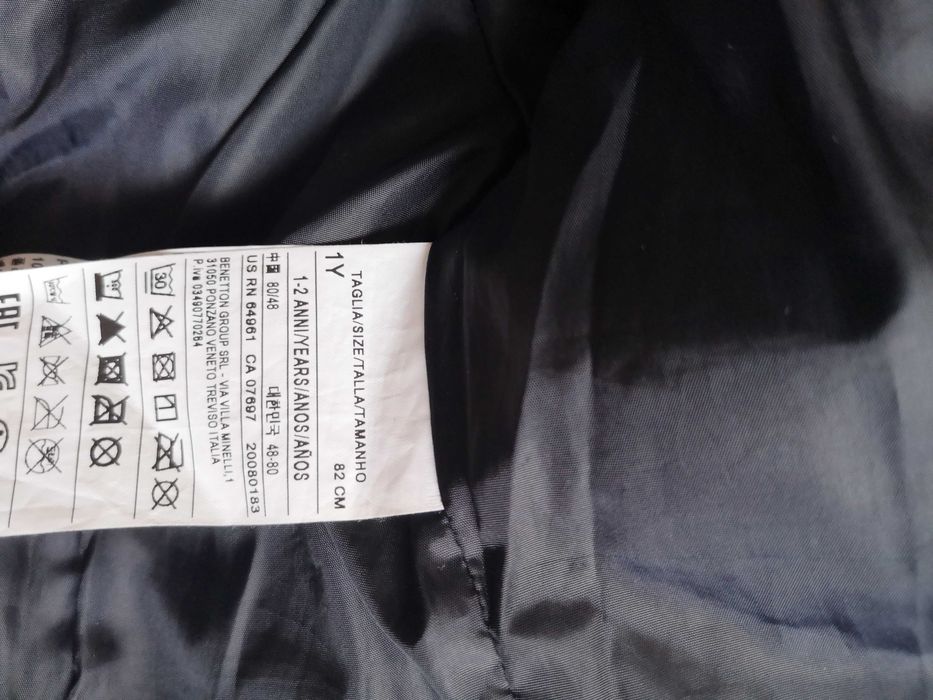 TAGLIA/SIZE/TALLA/TAMANHO
1Y 82 CM
1-2 ANNI/YEARS/ANOS/AÑOS
中国 80/48 대한민국 48-80
US RN 64961 CA 07697 20080183
BENETTON GROUP SRL - VIA VILLA MINELLI,1
31050 PONZANO VENETO TREVISO ITALIA
P.iva 03490770264
30